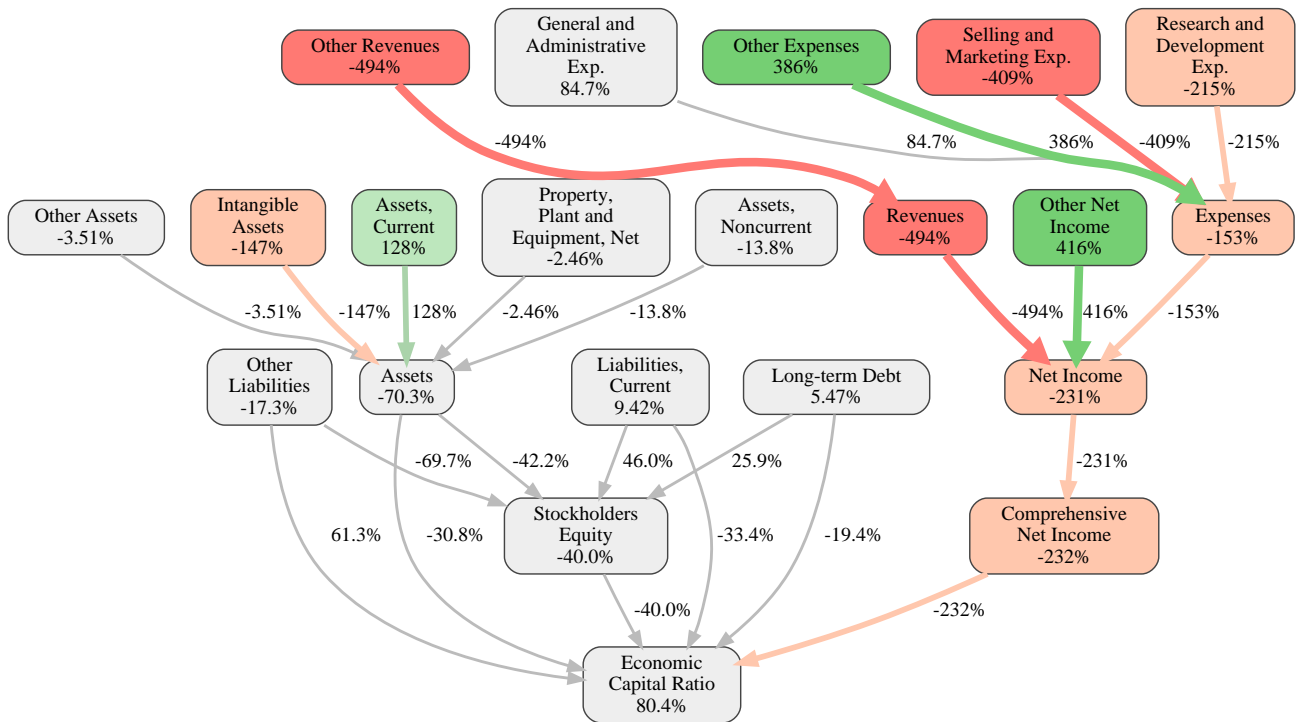 Other Revenues
-494%
General and
Administrative
Exp.
84.7%
Other Expenses
386%
Selling and
Marketing Exp.
-409%
Research and
Development
Exp.
-215%
-494%
84.7%
386%
-409%
-215%
Other Assets
-3.51%
Intangible
Assets
-147%
Assets,
Current
128%
Property,
Plant and
Equipment, Net
-2.46%
Assets,
Noncurrent
-13.8%
Revenues
-494%
Other Net
Income
416%
Expenses
-153%
-3.51%
-147%
128%
-2.46%
-13.8%
-494%
416%
-153%
Other
Liabilities
-17.3%
Assets
-70.3%
Liabilities,
Current
9.42%
Long-term Debt
5.47%
Net Income
-231%
-69.7%
-42.2%
46.0%
25.9%
-231%
Stockholders
Equity
-40.0%
Comprehensive
Net Income
-232%
61.3%
-30.8%
-33.4%
-19.4%
-40.0%
-232%
Economic
Capital Ratio
80.4%